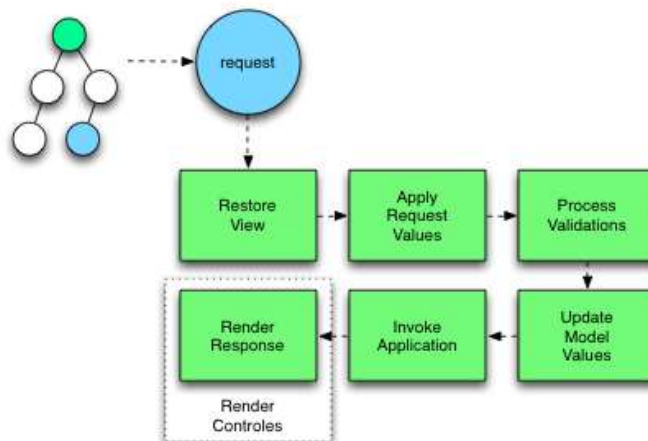 request
Restore
View
Apply
Request
Values
Process
Validations
Render
Response
Invoke
Application
Update
Model
Values
Render
Controles